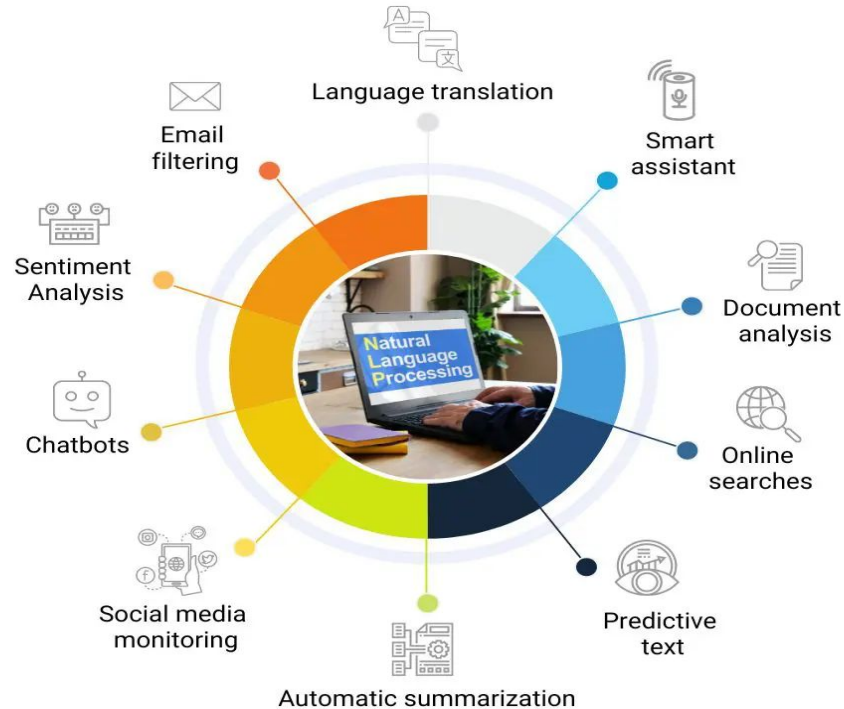 Language translation
Smart
assistant
Document
analysis
Online
searches
Predictive
text
Automatic summarization
Social media
monitoring
Chatbots
Sentiment
Analysis
Email
filtering
Natural
Language
Processing
A
文
f